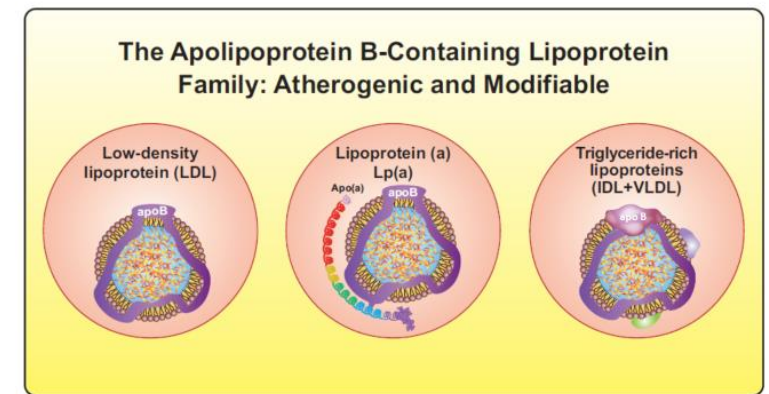 The Apolipoprotein B-Containing Lipoprotein
Family: Atherogenic and Modifiable
Low-density
lipoprotein (LDL)
apoB
Lipoprotein (a)
Lp(a)
Apo(a)
apoB
Triglyceride-rich
lipoproteins
(IDL+VLDL)
apo B